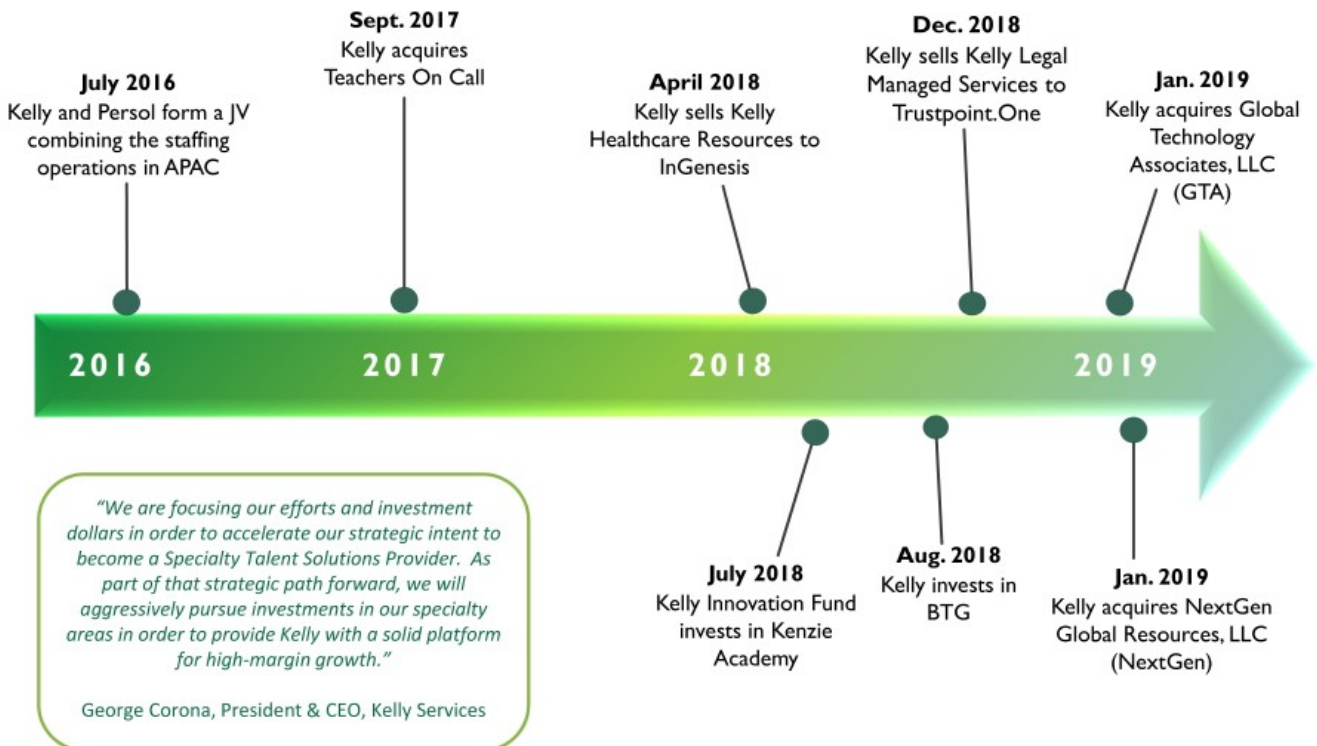 July 2016
Kelly and Persol form a JV
combining the staffing
operations in APAC
Sept. 2017
Kelly acquires
Teachers On Call
April 2018
Kelly sells Kelly
Healthcare Resources to
InGenesis
Dec. 2018
Kelly sells Kelly Legal
Managed Services to
Trustpoint.One
Jan. 2019
Kelly acquires Global
Technology
Associates, LLC
(GTA)
2016
2017
2018
2019
"We are focusing our efforts and investment
dollars in order to accelerate our strategic intent to
become a Specialty Talent Solutions Provider.  As
part of that strategic path forward, we will
aggressively pursue investments in our specialty
areas in order to provide Kelly with a solid platform
for high-margin growth."
George Corona, President & CEO, Kelly Services
July 2018
Kelly Innovation Fund
invests in Kenzie
Academy
Aug. 2018
Kelly invests in
BTG
Jan. 2019
Kelly acquires NextGen
Global Resources, LLC
(NextGen)